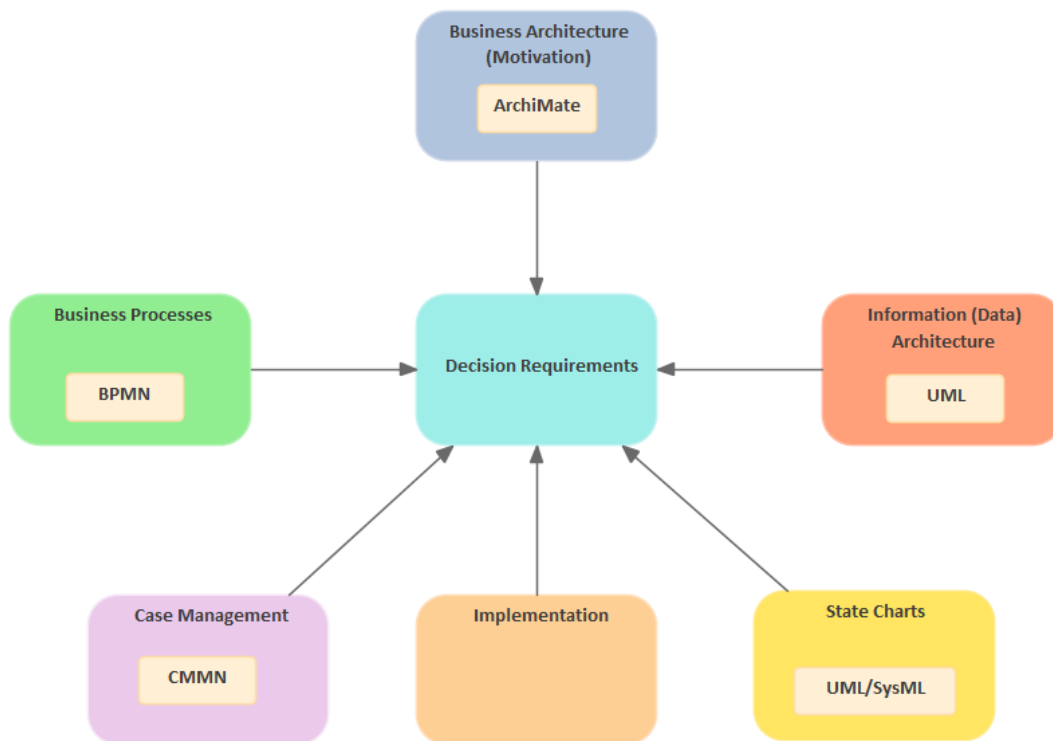 Business Architecture
(Motivation)
ArchiMate
Business Processes
BPMN
Decision Requirements
Information (Data)
Architecture
UML
Case Management
CMMN
Implementation
State Charts
UML/SysML